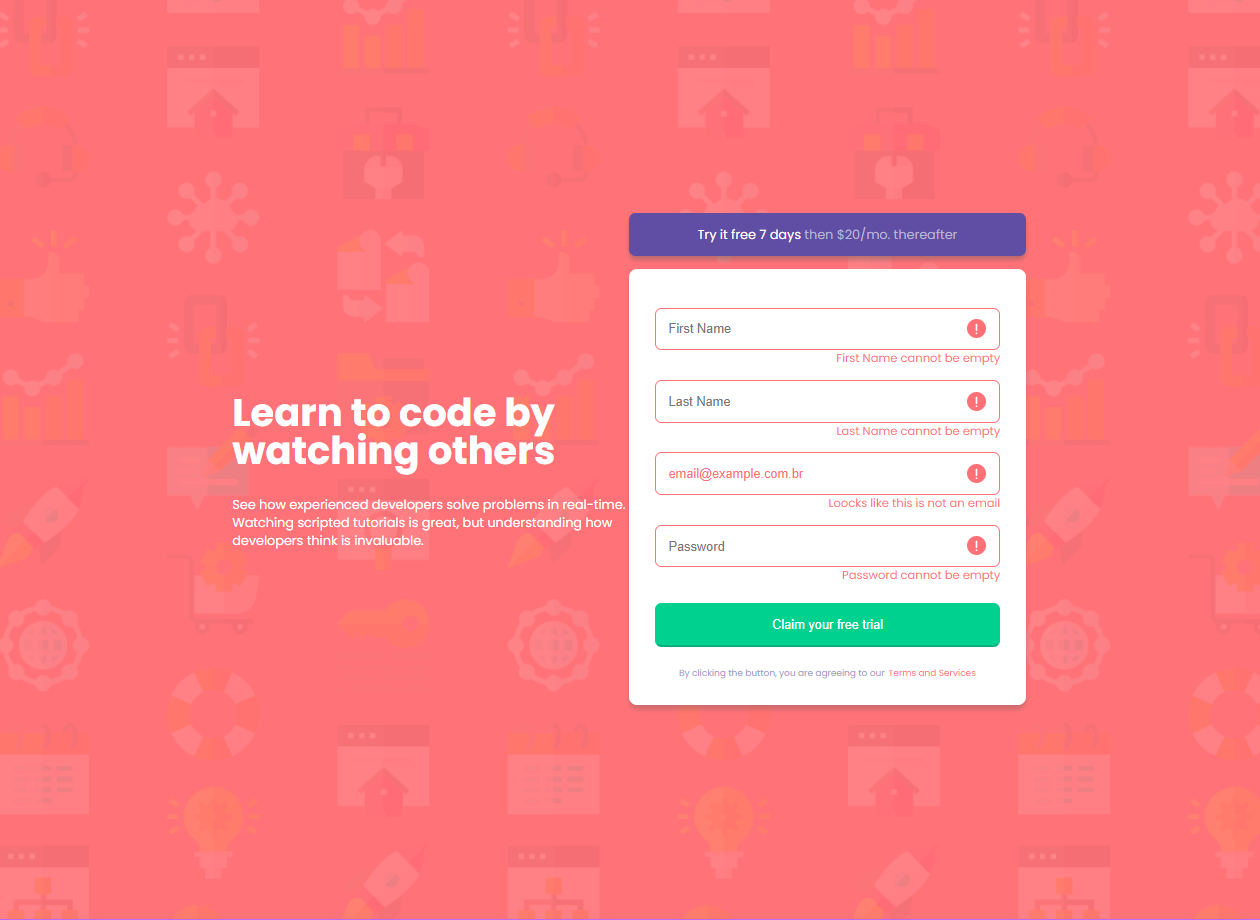 Learn to code by
watching others
See how experienced developers solve problems in real-time.
Watching scripted tutorials is great, but understanding how
developers think is invaluable.
Try it free 7 days then $20/mo. thereafter
First Name
First Name cannot be empty
Last Name
Last Name cannot be empty
email@example.com.br
Loocks like this is not an email
Password
Password cannot be empty
Claim your free trial
By clicking the button, you are agreeing to our Terms and Services